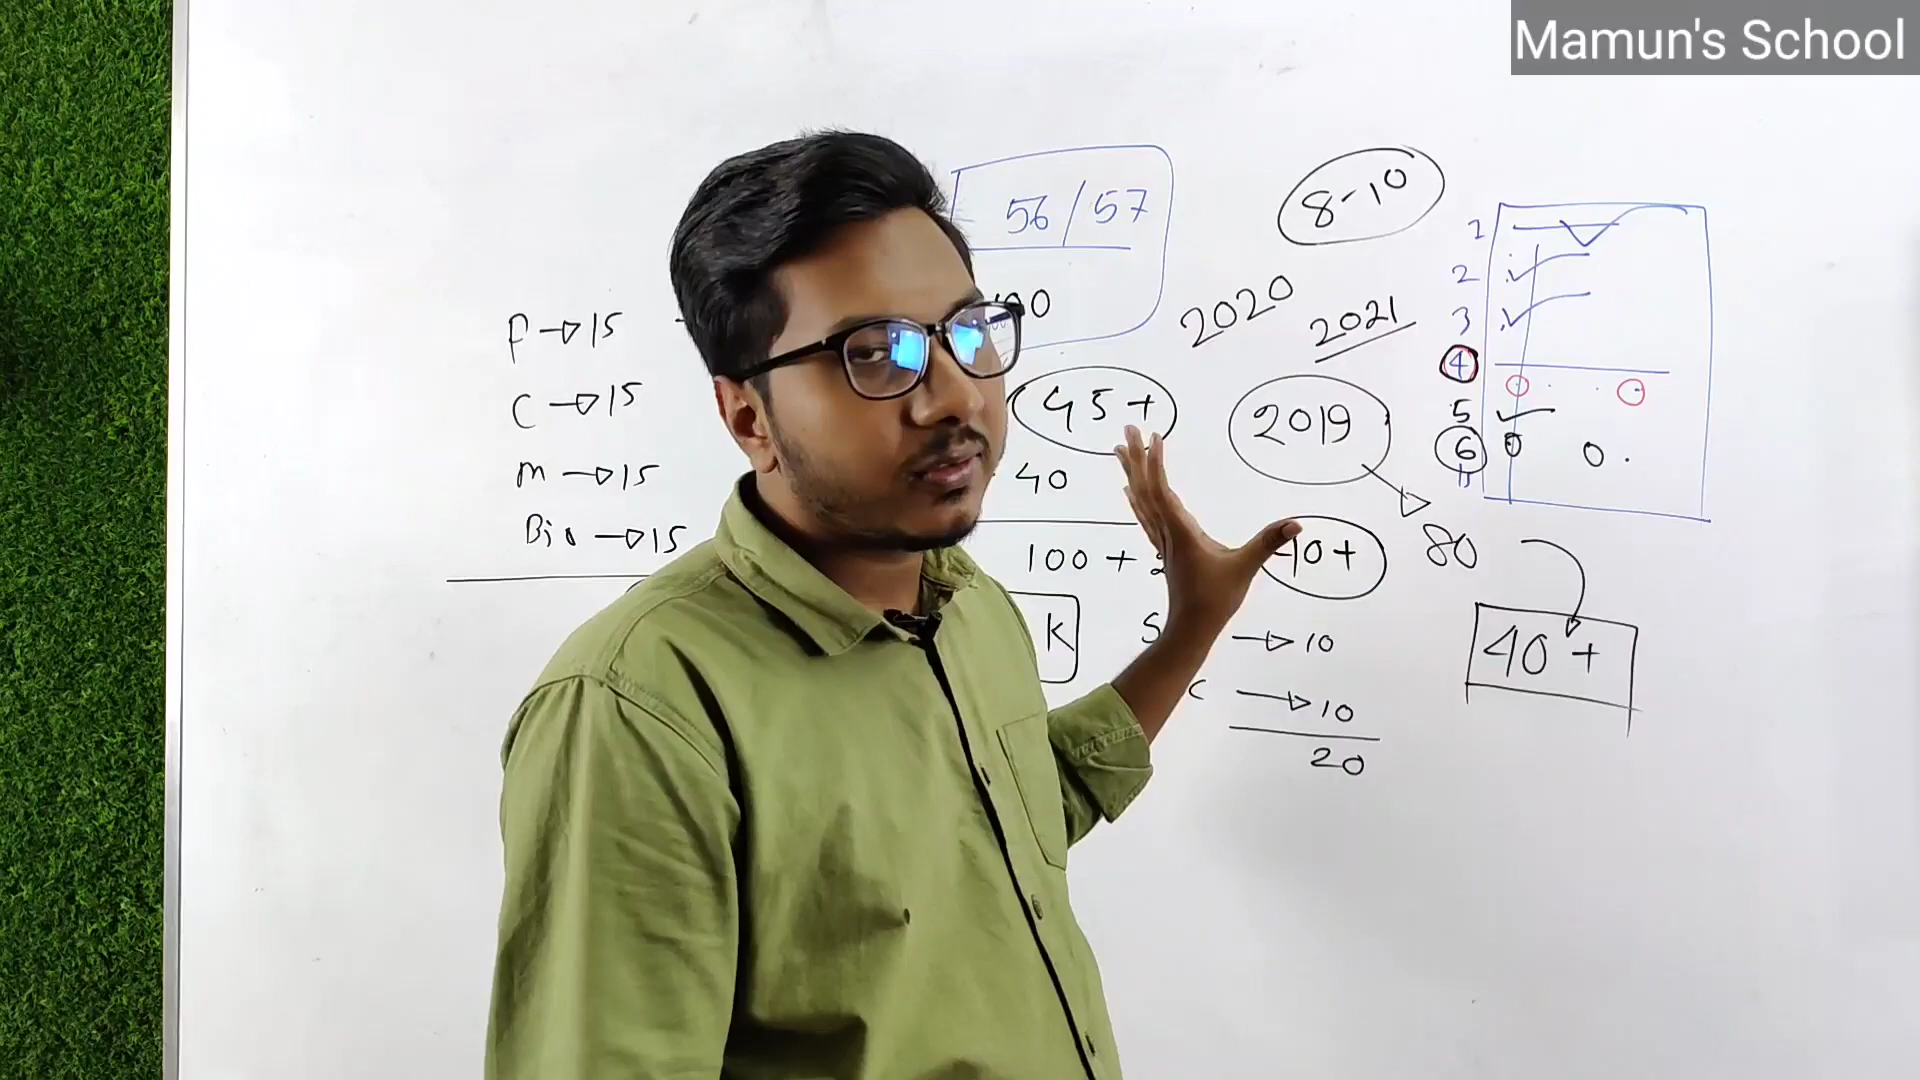 Mamun's School
56/57
8-10
2020
2021
P → 15
C → 15
M → 15
Bio → 15
45+
40
100 +
K
2019
80
40+
→ 10
C → 10
20
40+
1
2
3
4
5
6